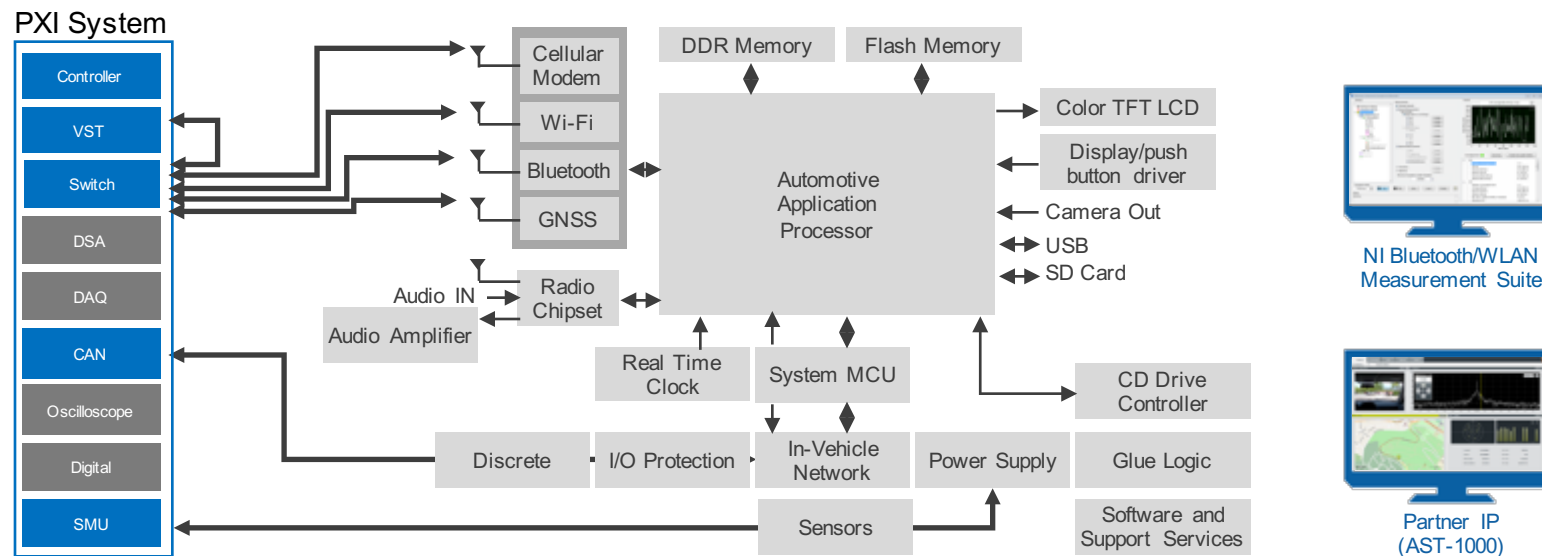 PXI System
Controller
VST
Switch
DSA
DAQ
CAN
Oscilloscope
Digital
SMU
Cellular
Modem
Wi-Fi
Bluetooth
GNSS
Audio IN
Radio
Chipset
Audio Amplifier
DDR Memory
Flash Memory
Automotive
Application
Processor
Color TFT LCD
Display/push
button driver
Camera Out
USB
SD Card
Real Time
Clock
System MCU
CD Drive
Controller
Discrete
I/O Protection
In-Vehicle
Network
Power Supply
Glue Logic
Sensors
Software and
Support Services
NI Bluetooth/WLAN
Measurement Suite
Partner IP
(AST-1000)